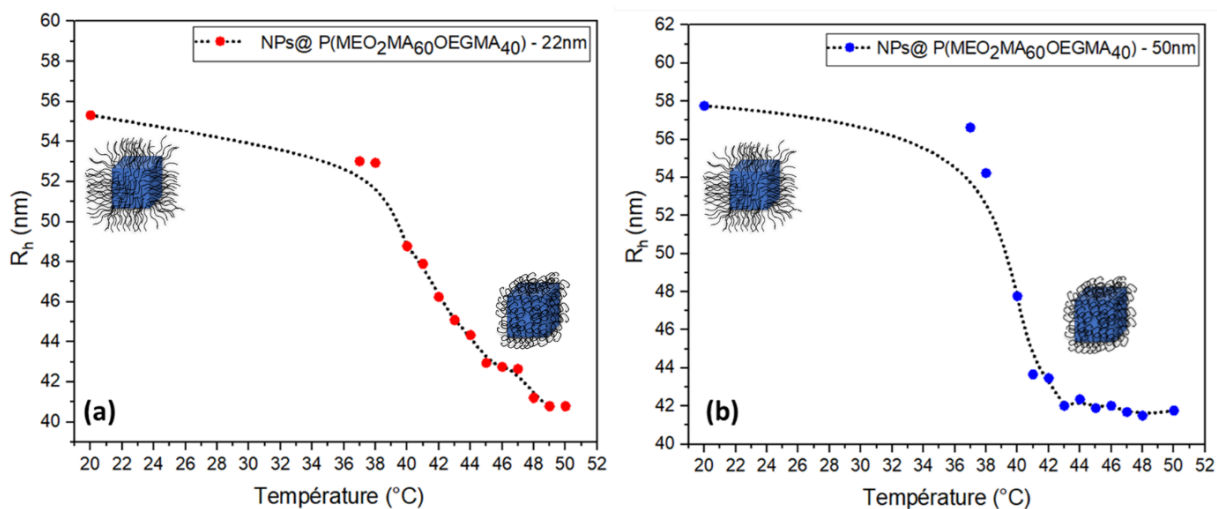 NPs@ P(MEO₂MA₆₀OEGMA₄₀) - 22nm
60
58
56
54
52
50
48
46
44
42
40
R_h (nm)
(a)
20 22 24 26 28 30 32 34 36 38 40 42 44 46 48 50 52
Température (°C)
NPs@ P(MEO₂MA₆₀OEGMA₄₀) - 50nm
62
60
58
56
54
52
50
48
46
44
42
40
R_h (nm)
(b)
20 22 24 26 28 30 32 34 36 38 40 42 44 46 48 50 52
Température (°C)